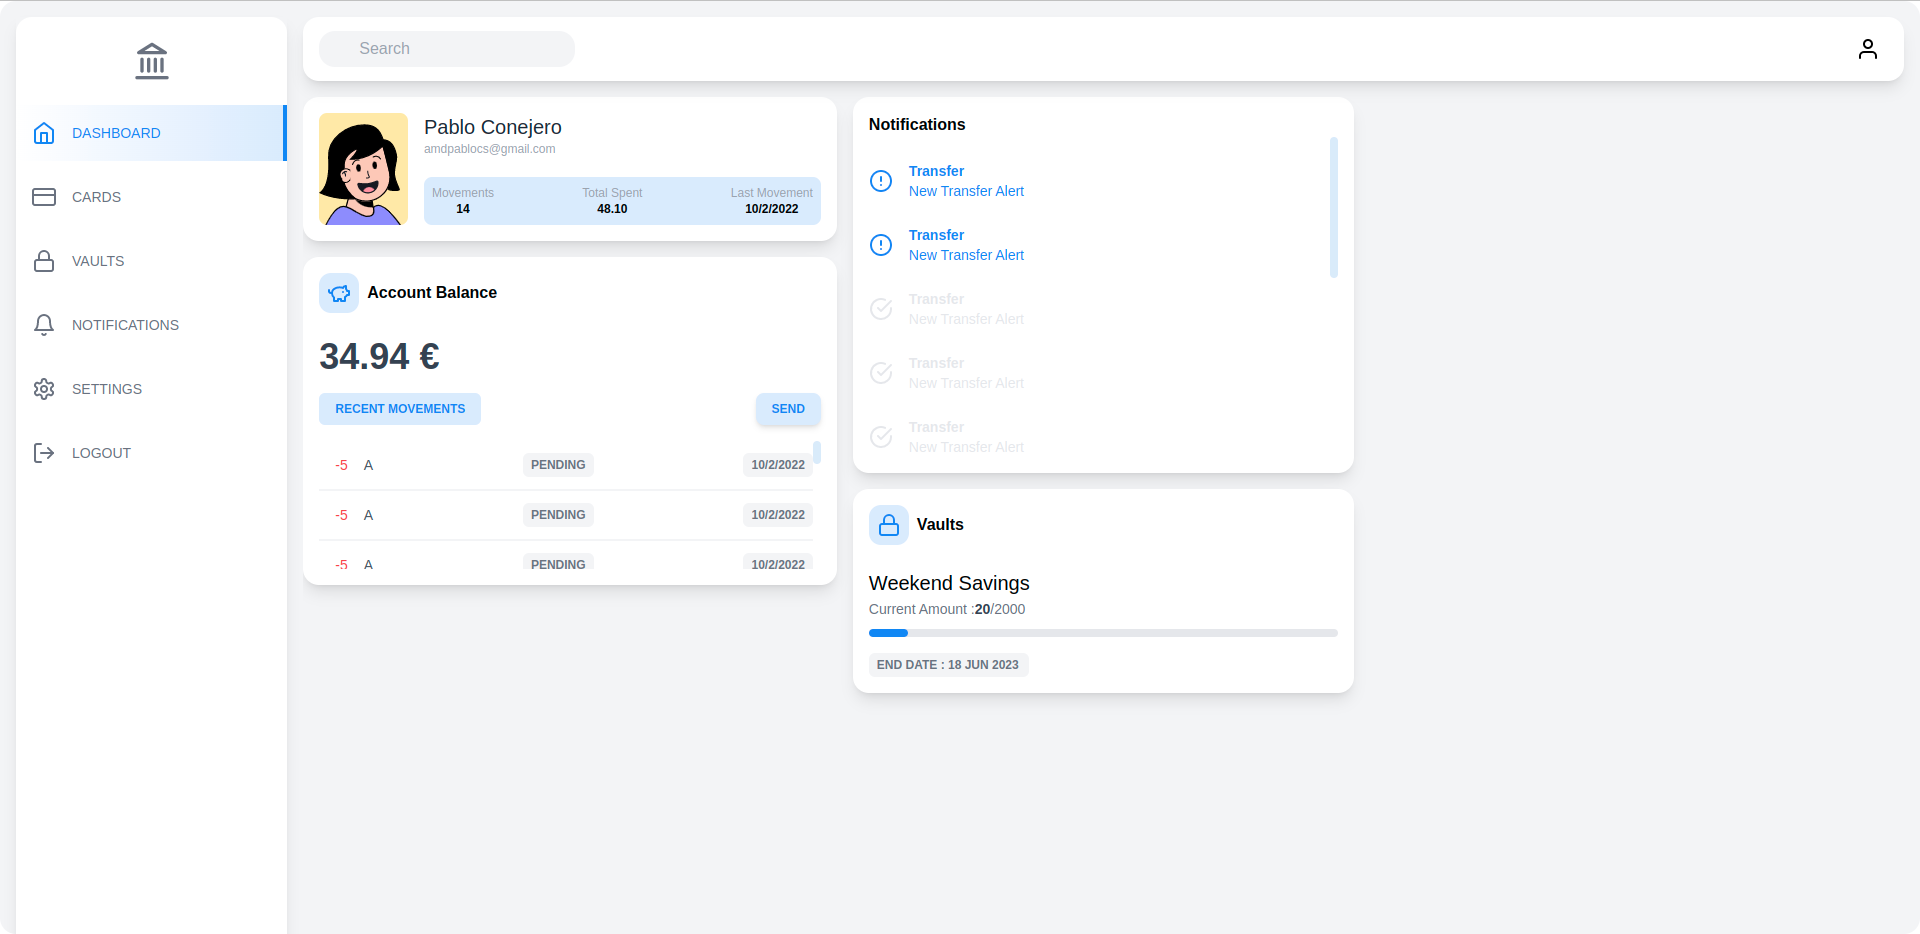 DASHBOARD
CARDS
VAULTS
NOTIFICATIONS
SETTINGS
LOGOUT
Search
Pablo Conejero
amdpablocs@gmail.com
Movements Total Spent Last Movement
14 48.10 10/2/2022
Account Balance
34.94 €
RECENT MOVEMENTS SEND
-5 A PENDING 10/2/2022
-5 A PENDING 10/2/2022
-5 A PENDING 10/2/2022
Notifications
Transfer
New Transfer Alert
Transfer
New Transfer Alert
Transfer
New Transfer Alert
Transfer
New Transfer Alert
Transfer
New Transfer Alert
Vaults
Weekend Savings
Current Amount :20/2000
END DATE : 18 JUN 2023